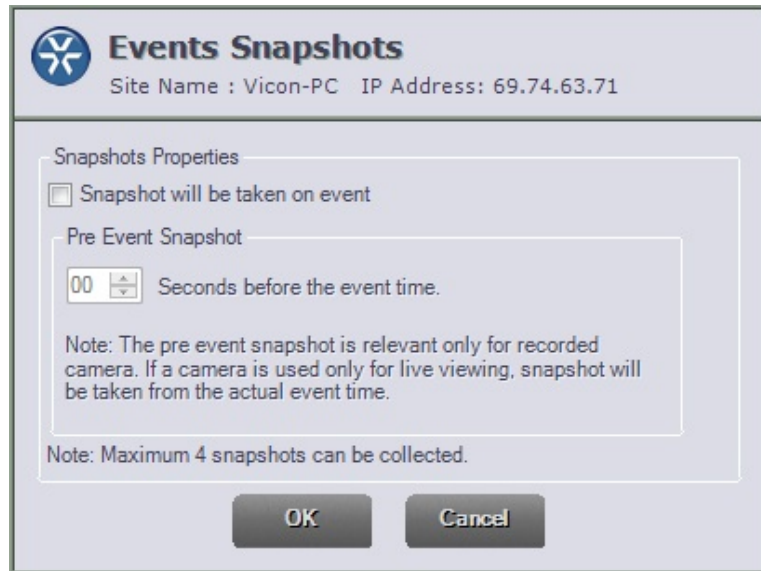 Events Snapshots
Site Name : Vicon-PC IP Address: 69.74.63.71
Snapshots Properties
Snapshot will be taken on event
Pre Event Snapshot
00 Seconds before the event time.
Note: The pre event snapshot is relevant only for recorded
camera. If a camera is used only for live viewing, snapshot will
be taken from the actual event time.
Note: Maximum 4 snapshots can be collected.
OK Cancel